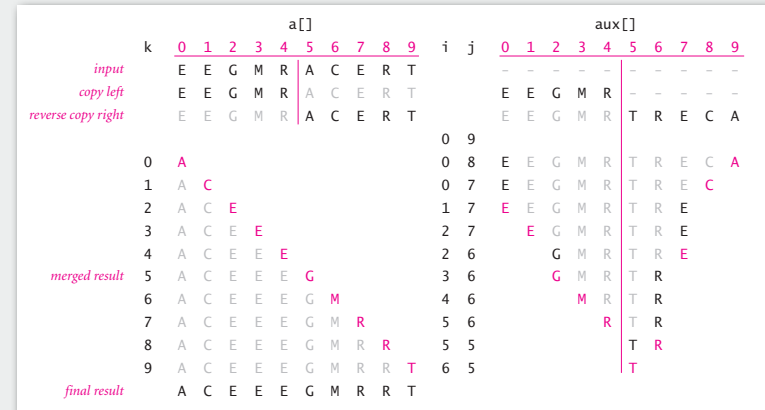 a[] aux[]
k 0 1 2 3 4 5 6 7 8 9 i j 0 1 2 3 4 5 6 7 8 9
input E E G M R A C E R T - - - - - - - - - -
copy left E E G M R A C E R T E E G M R - - - - -
reverse copy right E E G M R A C E R T E E G M R T R E C A
0 9
0 A 0 8 E E G M R T R E C A
1 A C 0 7 E E G M R T R E C
2 A C E 1 7 E E G M R T R E
3 A C E E 2 7 E G M R T R E
4 A C E E E 2 6 G M R T R E
merged result 5 A C E E E G 3 6 G M R T R
6 A C E E E G M 4 6 M R T R
7 A C E E E G M R 5 6 R T R
8 A C E E E G M R R 5 5 T R
9 A C E E E G M R R T 6 5 T
final result A C E E E G M R R T